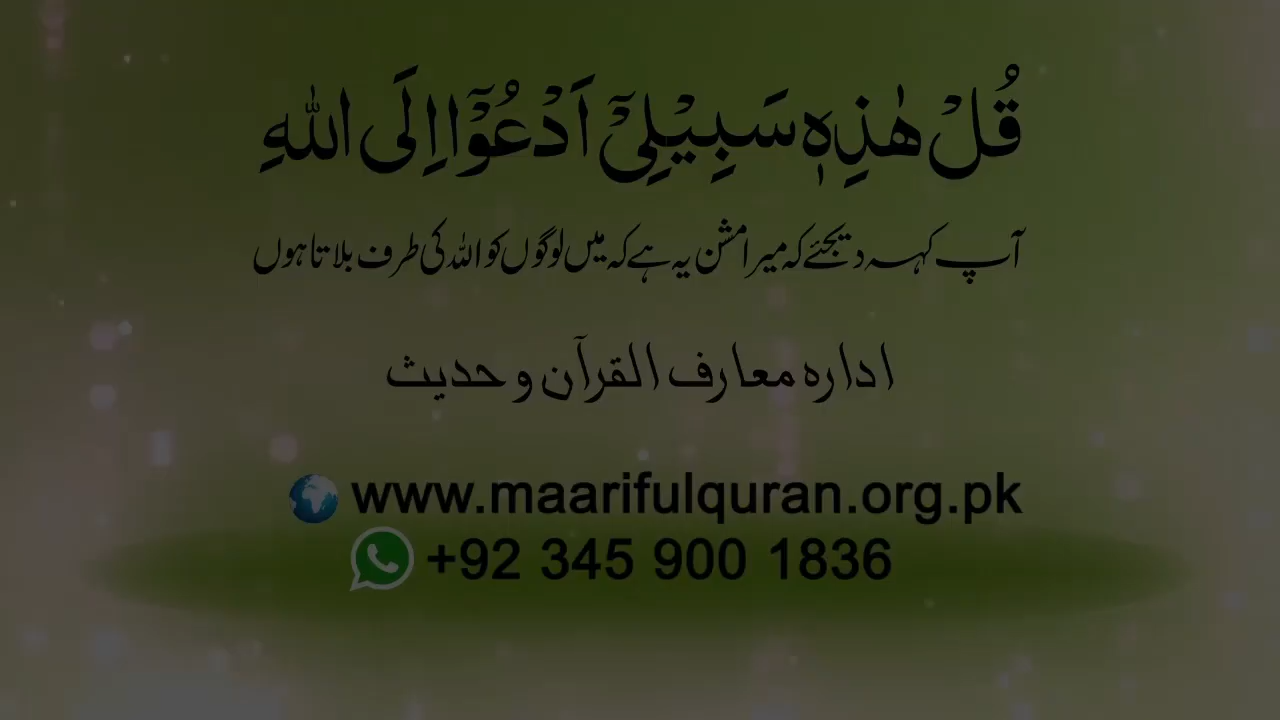 قُلْ هٰذِهٖ سَبِيْلِيْٓ اَدْعُوْٓا اِلَى اللّٰهِ
آپ کہہ دیجئے کہ میرا مشن یہ ہے کہ میں لوگوں کو اللہ کی طرف بلاتا ہوں
ادارہ معارف القرآن و حدیث
www.maarifulquran.org.pk
+92 345 900 1836